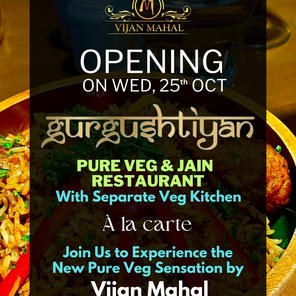 M
VIJAN MAHAL
OPENING
ON WED, 25th OCT
gurgushtiyan
PURE VEG & JAIN
RESTAURANT
With Separate Veg Kitchen
À la carte
Join Us to Experience the
New Pure Veg Sensation by
Vijan Mahal